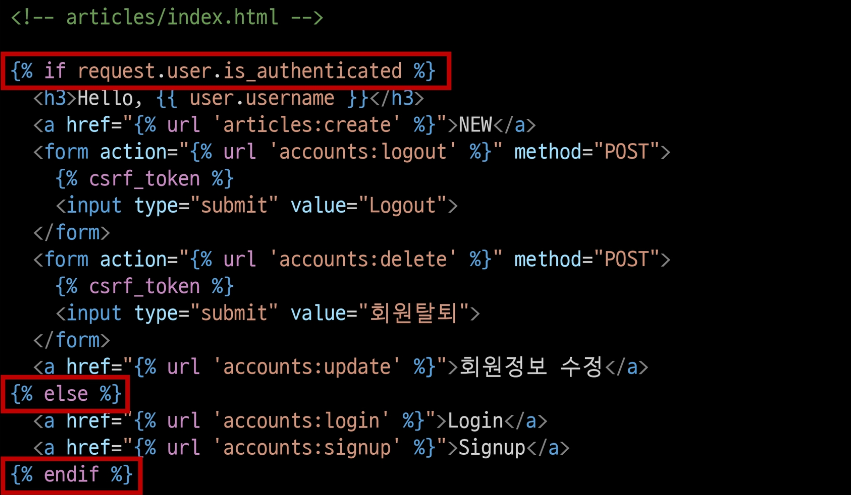 <!-- articles/index.html -->
{% if request.user.is_authenticated %}
<h3>Hello, {{ user.username }}</h3>
<a href="{% url 'articles:create' %}">NEW</a>
<form action="{% url 'accounts:logout' %}" method="POST">
{% csrf_token %}
<input type="submit" value="Logout">
</form>
<form action="{% url 'accounts:delete' %}" method="POST">
{% csrf_token %}
<input type="submit" value="회원탈퇴">
</form>
<a href="{% url 'accounts:update' %}">회원정보 수정</a>
{% else %}
<a href="{% url 'accounts:login' %}">Login</a>
<a href="{% url 'accounts:signup' %}">Signup</a>
{% endif %}